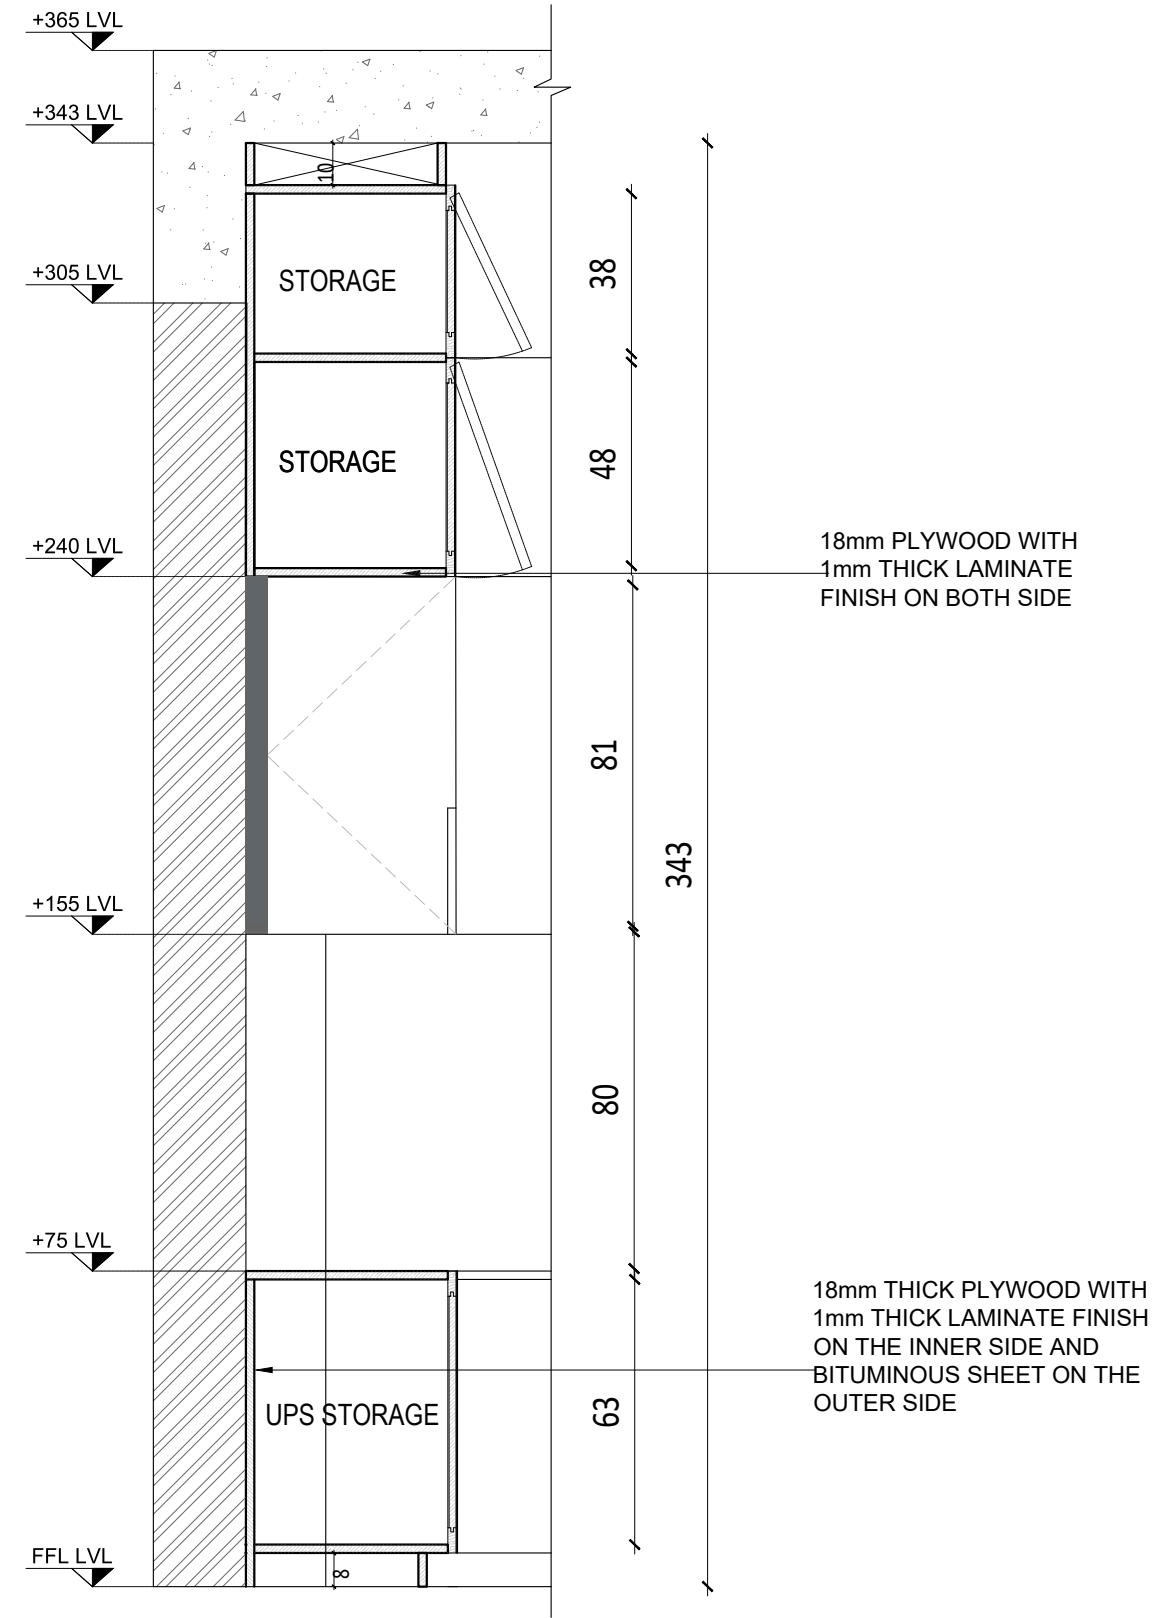 +365 LVL
+343 LVL
10
+305 LVL
STORAGE
38
STORAGE
48
+240 LVL
18mm PLYWOOD WITH
1mm THICK LAMINATE
FINISH ON BOTH SIDE
81
343
+155 LVL
80
+75 LVL
18mm THICK PLYWOOD WITH
1mm THICK LAMINATE FINISH
ON THE INNER SIDE AND
BITUMINOUS SHEET ON THE
OUTER SIDE
UPS STORAGE
63
FFL LVL
8